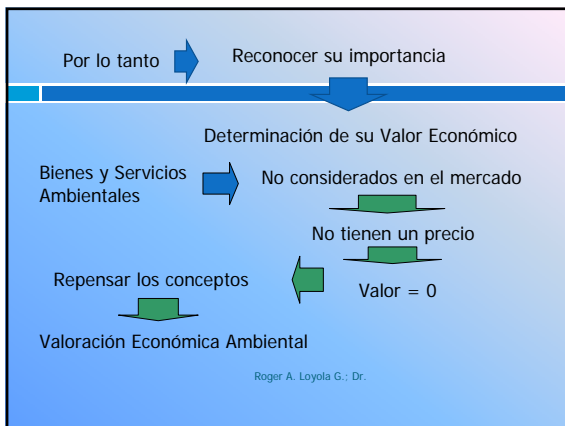 Por lo tanto
Reconocer su importancia
Determinación de su Valor Económico
Bienes y Servicios
Ambientales
No considerados en el mercado
No tienen un precio
Repensar los conceptos
Valor = 0
Valoración Económica Ambiental
Roger A. Loyola G.; Dr.